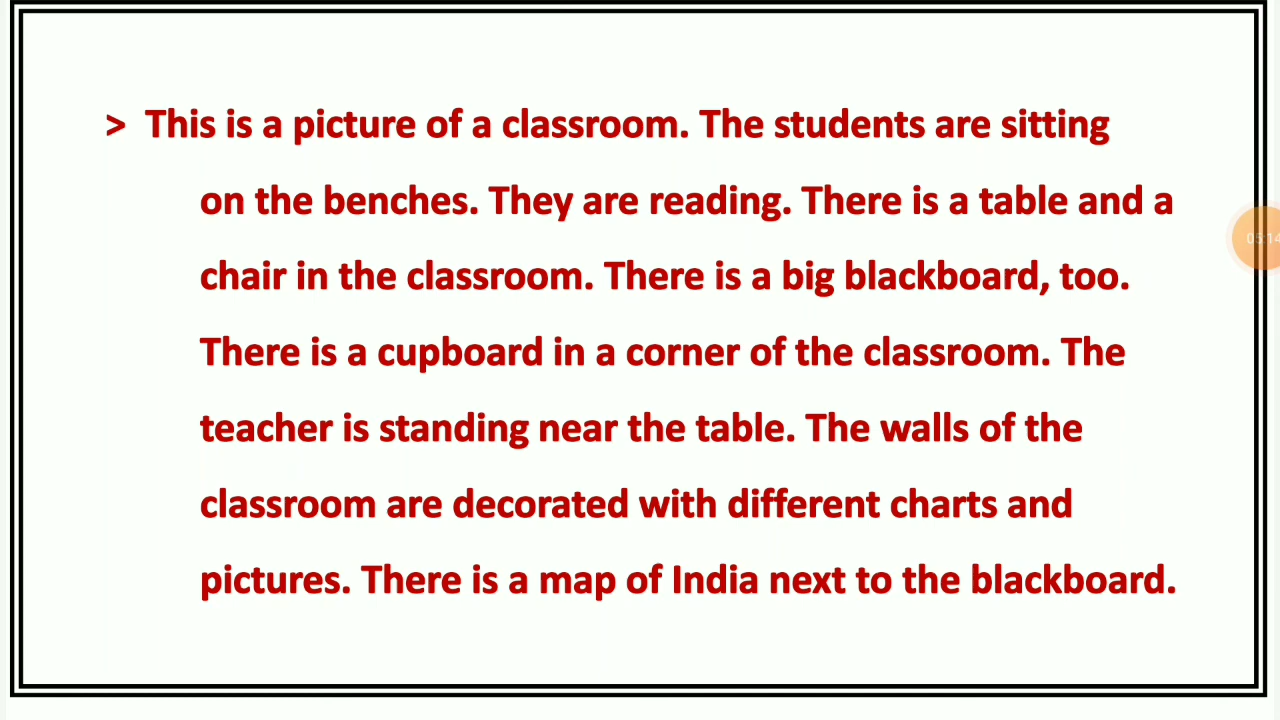 > This is a picture of a classroom. The students are sitting
on the benches. They are reading. There is a table and a
chair in the classroom. There is a big blackboard, too.
There is a cupboard in a corner of the classroom. The
teacher is standing near the table. The walls of the
classroom are decorated with different charts and
pictures. There is a map of India next to the blackboard.
05:14